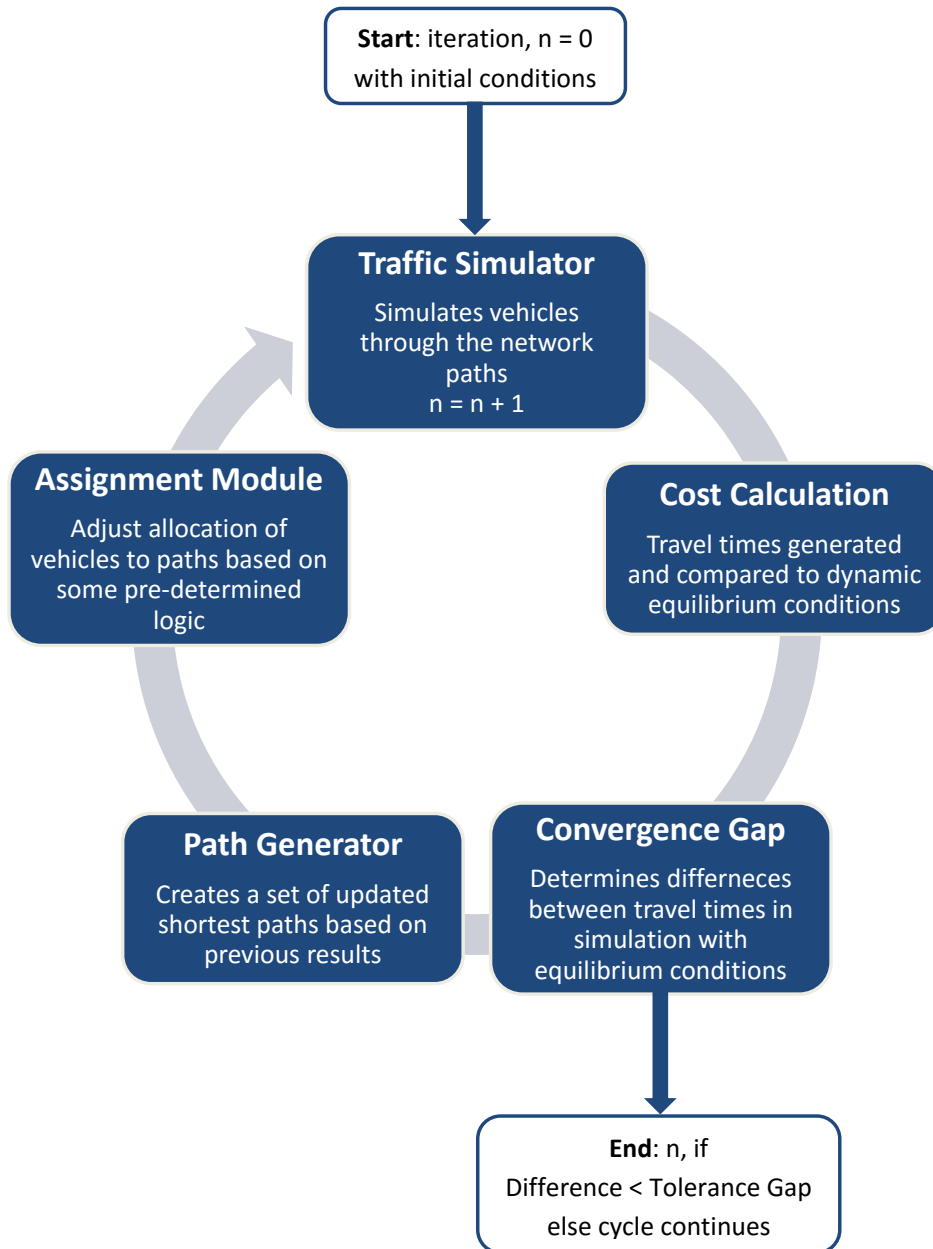 Start: iteration, n = 0
with initial conditions
Traffic Simulator
Simulates vehicles
through the network
paths
n = n + 1
Cost Calculation
Travel times generated
and compared to dynamic
equilibrium conditions
Convergence Gap
Determines differneces
between travel times in
simulation with
equilibrium conditions
Path Generator
Creates a set of updated
shortest paths based on
previous results
Assignment Module
Adjust allocation of
vehicles to paths based on
some pre-determined
logic
End: n, if
Difference < Tolerance Gap
else cycle continues